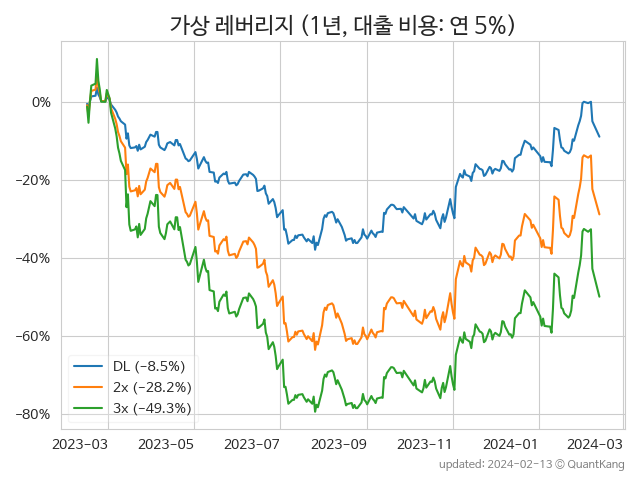 가상 레버리지 (1년, 대출 비용: 연 5%)
0%
−20%
−40%
−60%
−80%
DL (−8.5%)
2x (−28.2%)
3x (−49.3%)
2023−03 2023−05 2023−07 2023−09 2023−11 2024−01 2024−03
updated: 2024-02-13 ⓒ QuantKang